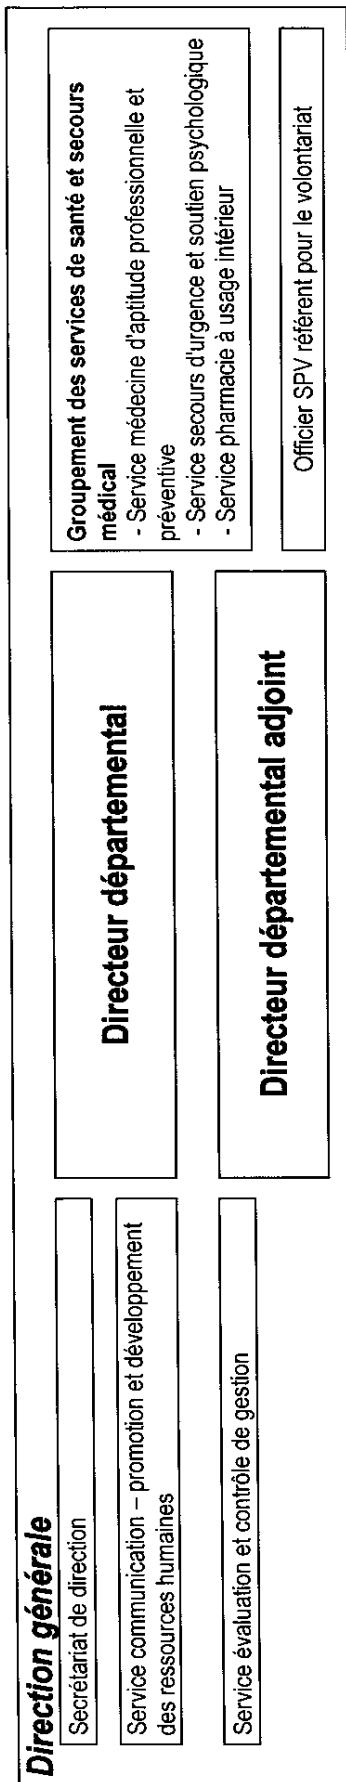 Direction générale
Secrétariat de direction
Service communication – promotion et développement
des ressources humaines
Service évaluation et contrôle de gestion
Directeur départemental
Directeur départemental adjoint
Groupement des services de santé et secours
médical
- Service médecine d'aptitude professionnelle et
préventive
- Service secours d'urgence et soutien psychologique
- Service pharmacie à usage intérieur
Officier SPV référent pour le volontariat